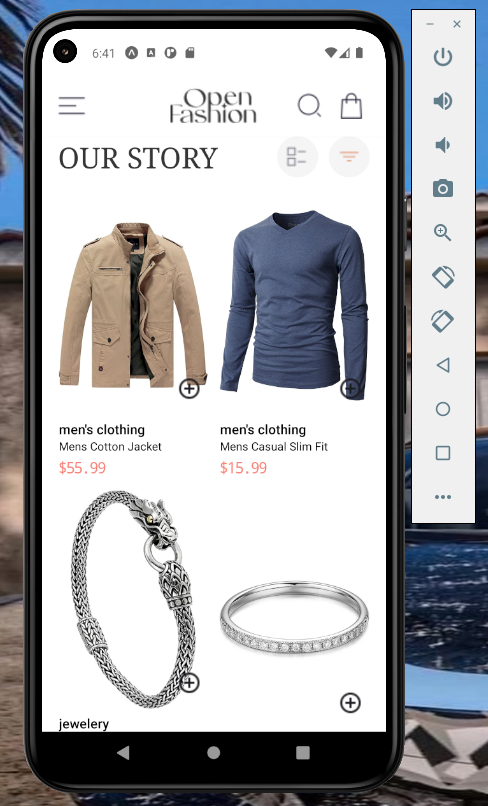 6:41
Open
Fashion
OUR STORY
men's clothing
Mens Cotton Jacket
$55.99
men's clothing
Mens Casual Slim Fit
$15.99
jewelery